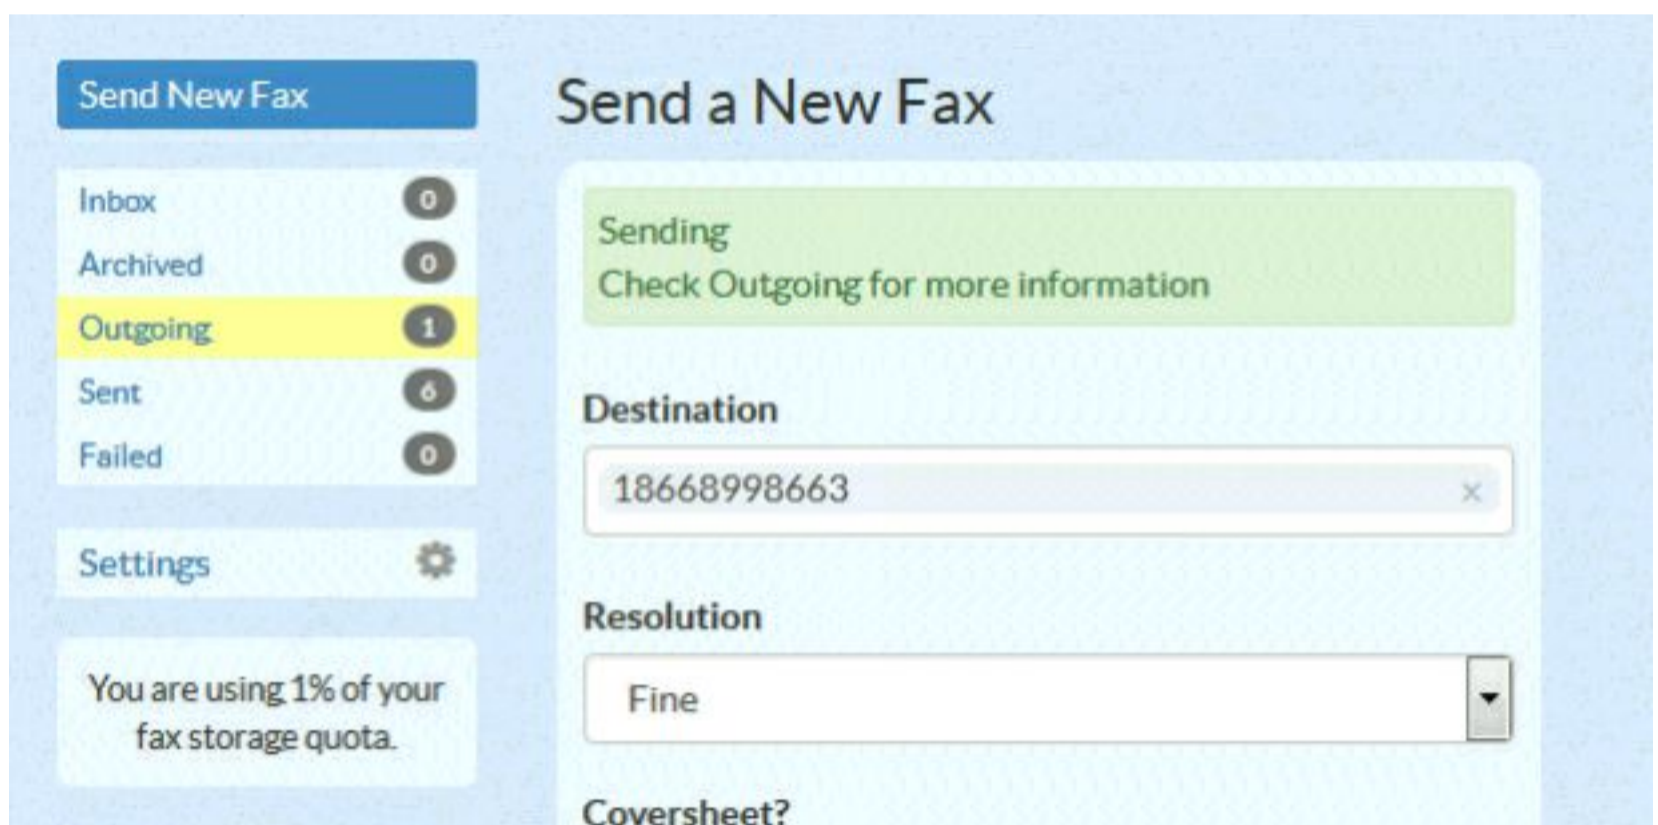 Send New Fax
Inbox 0
Archived 0
Outgoing 1
Sent 6
Failed 0
Settings
You are using 1% of your
fax storage quota.
Send a New Fax
Sending
Check Outgoing for more information
Destination
18668998663 ×
Resolution
Fine
Coversheet?